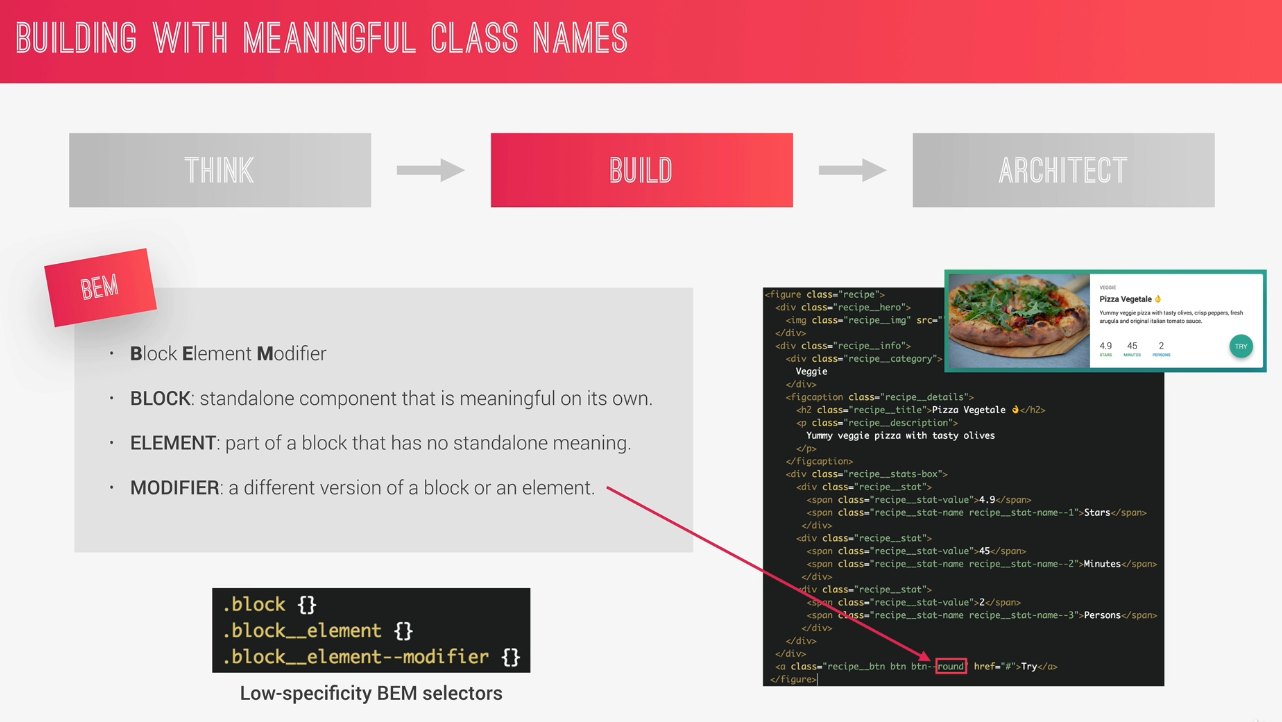 BUILDING WITH MEANINGFUL CLASS NAMES
THINK
BUILD
ARCHITECT
BEM
· Block Element Modifier
· BLOCK: standalone component that is meaningful on its own.
· ELEMENT: part of a block that has no standalone meaning.
· MODIFIER: a different version of a block or an element.
.block {}
.block__element {}
.block__element--modifier {}
Low-specificity BEM selectors
<figure class="recipe">
<div class="recipe__hero">
<img class="recipe__img" src="
</div>
<div class="recipe__info">
<div class="recipe__category">
Veggie
</div>
<figcaption class="recipe__details">
<h2 class="recipe__title">Pizza Vegetale 👌</h2>
<p class="recipe__description">
Yummy veggie pizza with tasty olives
</p>
</figcaption>
<div class="recipe__stats-box">
<div class="recipe__stat">
<span class="recipe__stat-value">4.9</span>
<span class="recipe__stat-name recipe__stat-name--1">Stars</span>
</div>
<div class="recipe__stat">
<span class="recipe__stat-value">45</span>
<span class="recipe__stat-name recipe__stat-name--2">Minutes</span>
</div>
<div class="recipe__stat">
<span class="recipe__stat-value">2</span>
<span class="recipe__stat-name recipe__stat-name--3">Persons</span>
</div>
</div>
</div>
<a class="recipe__btn btn btn--round" href="#">Try</a>
</figure>
VEGGIE
Pizza Vegetale 👌
Yummy veggie pizza with tasty olives, crisp peppers, fresh
arugula and original italian tomato sauce.
4.9 45 2
STARS MINUTES PERSONS
TRY